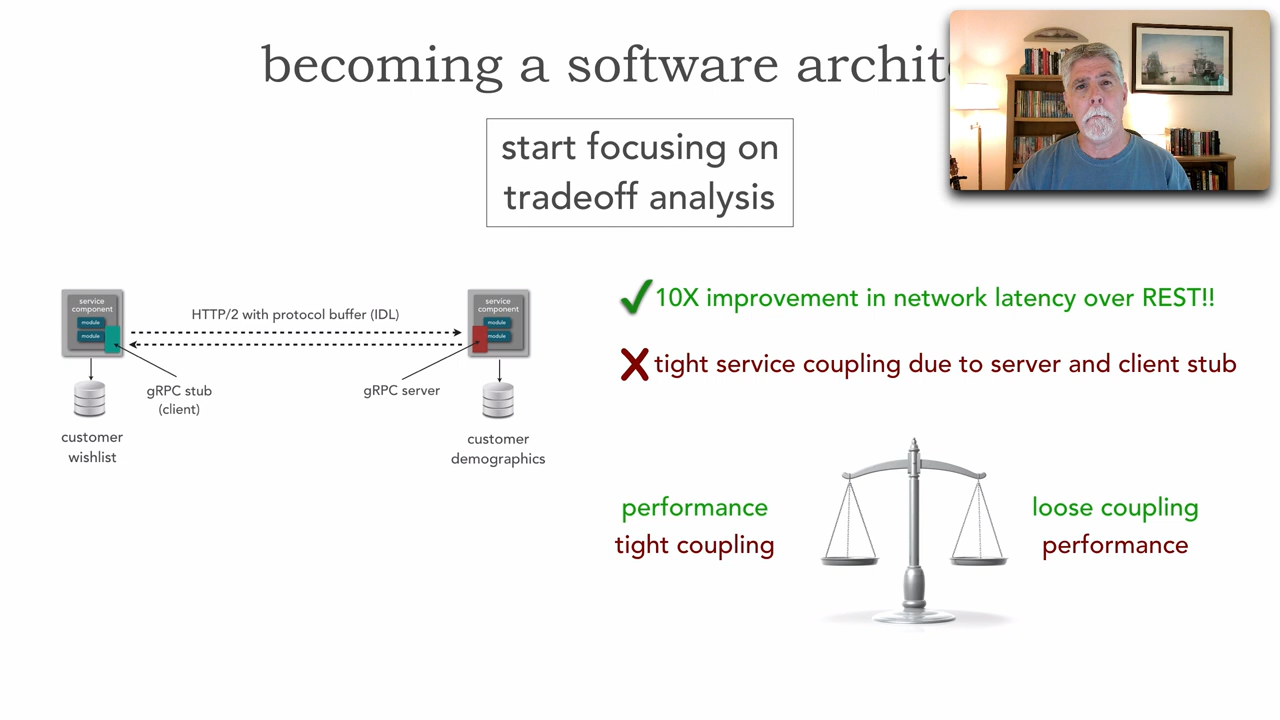 becoming a software archit
start focusing on
tradeoff analysis
service
component
module
module
HTTP/2 with protocol buffer (IDL)
service
component
module
module
gRPC stub
(client)
gRPC server
customer
wishlist
customer
demographics
10X improvement in network latency over REST!!
tight service coupling due to server and client stub
performance
tight coupling
loose coupling
performance